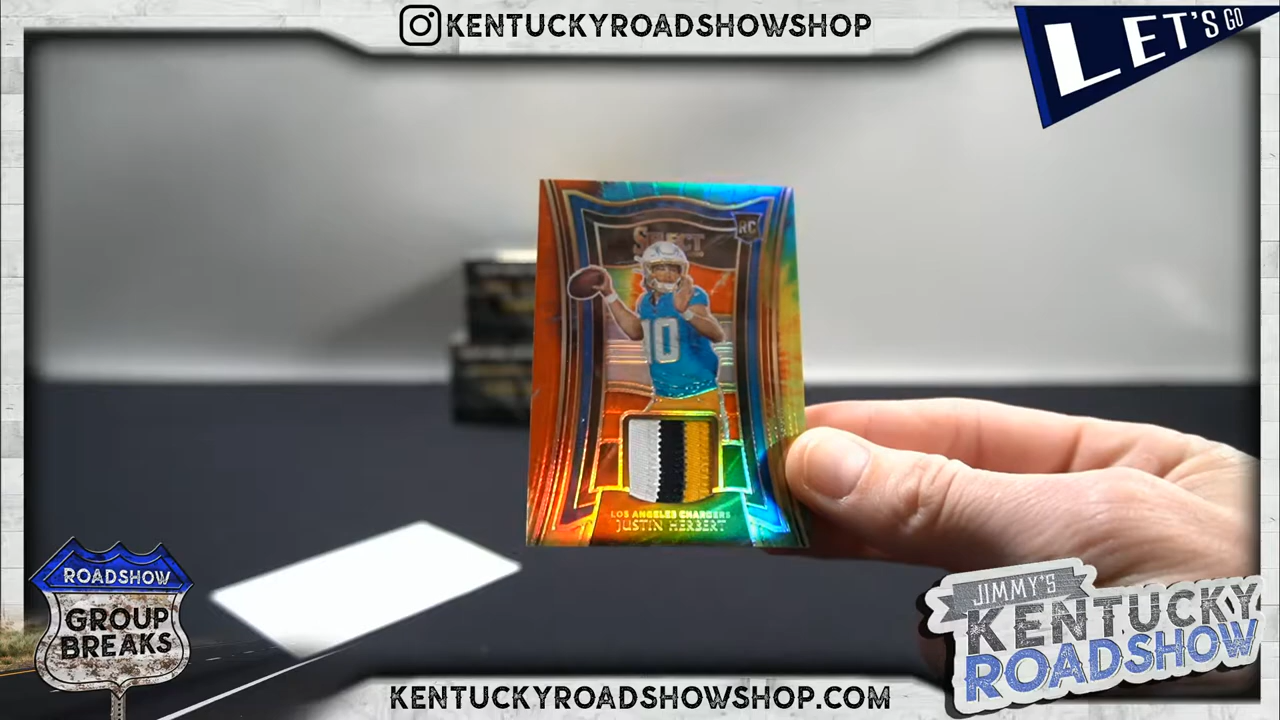 KENTUCKYROADSHOWSHOP
LET'S GO
RC
SELECT
10
LOS ANGELES CHARGERS
JUSTIN HERBERT
ROADSHOW
GROUP
BREAKS
JIMMY'S
KENTUCKY
ROADSHOW
KENTUCKYROADSHOWSHOP.COM